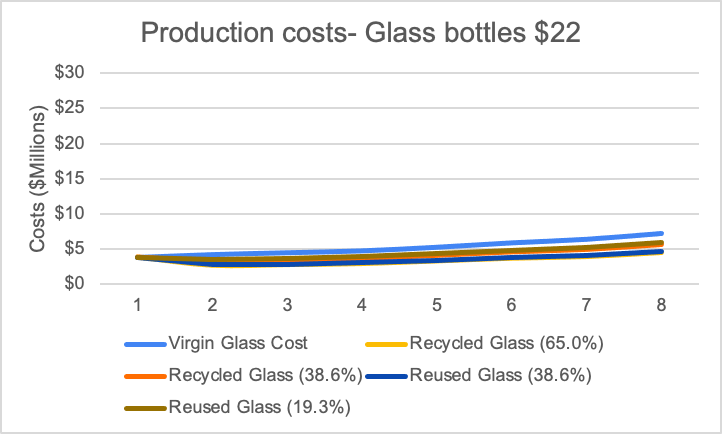 Production costs- Glass bottles $22
Costs ($Millions)
$30
$25
$20
$15
$10
$5
$0
1 2 3 4 5 6 7 8
Virgin Glass Cost Recycled Glass (65.0%)
Recycled Glass (38.6%) Reused Glass (38.6%)
Reused Glass (19.3%)